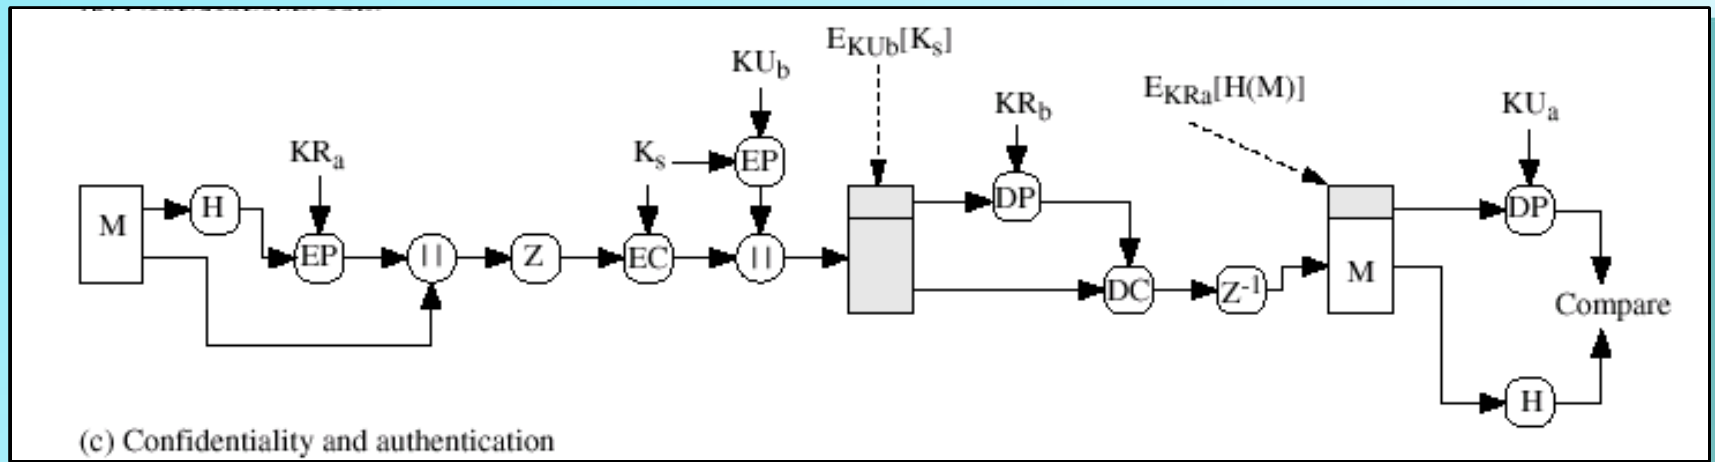 E_KUb[K_s]
KU_b
E_KRa[H(M)]
KR_b
KU_a
KR_a
K_s
EP
M
H
DP
DP
EP
||
Z
EC
||
M
DC
Z^-1
Compare
H
(c) Confidentiality and authentication